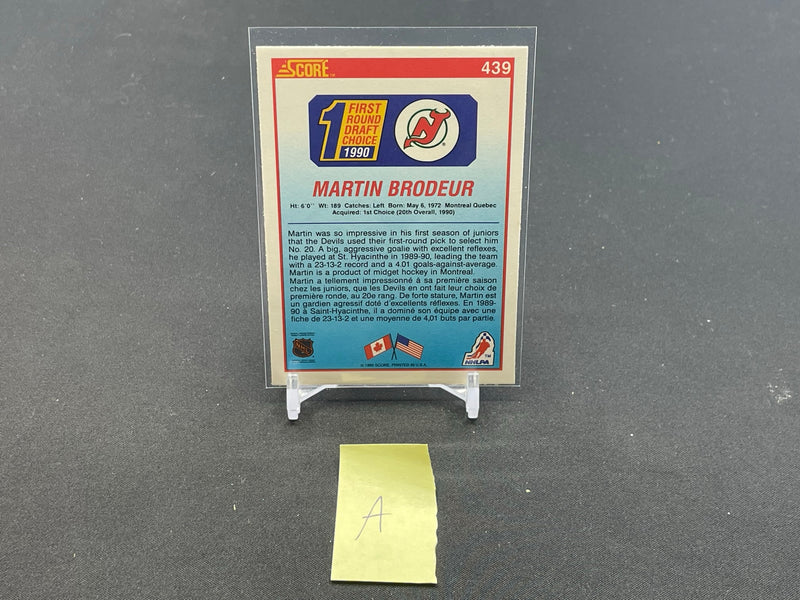 SCORE™ 439
1 FIRST
ROUND
DRAFT
CHOICE
1990
NJ
MARTIN BRODEUR
Ht: 6'0" Wt: 189 Catches: Left Born: May 6, 1972 Montreal Quebec
Acquired: 1st Choice (20th Overall, 1990)
Martin was so impressive in his first season of juniors
that the Devils used their first-round pick to select him
No. 20. A big, aggressive goalie with excellent reflexes,
he played at St. Hyacinthe in 1989-90, leading the team
with a 23-13-2 record and a 4.01 goals-against-average.
Martin is a product of midget hockey in Montreal.
Martin a tellement impressionné à sa première saison
chez les juniors, que les Devils en ont fait leur choix de
première ronde, au 20e rang. De forte stature, Martin est
un gardien agressif doté d'excellents réflexes. En 1989-
90 à Saint-Hyacinthe, il a dominé son équipe avec une
fiche de 23-13-2 et une moyenne de 4,01 buts par partie.
NHL
NHLPA™
© 1990 SCORE, PRINTED IN U.S.A.
A